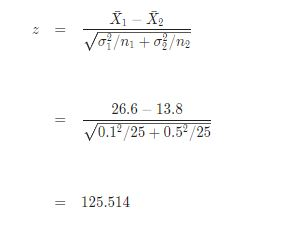 z = (X̄₁ − X̄₂) / √(σ₁²/n₁ + σ₂²/n₂)
= (26.6 − 13.8) / √(0.1²/25 + 0.5²/25)
= 125.514